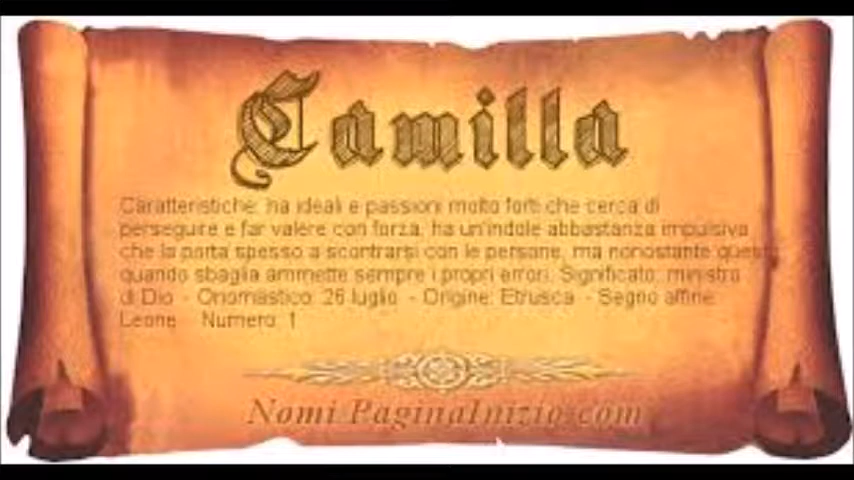 Camilla
Caratteristiche: ha ideali e passioni molto forti che cerca di
perseguire e far valere con forza, ha un'indole abbastanza impulsiva
che la porta spesso a scontrarsi con le persone, ma nonostante questo
quando sbaglia ammette sempre i propri errori. Significato: ministra
di Dio - Onomastico: 26 luglio - Origine: Etrusca - Segno affine:
Leone - Numero: 1
Nomi.PaginaInizio.com